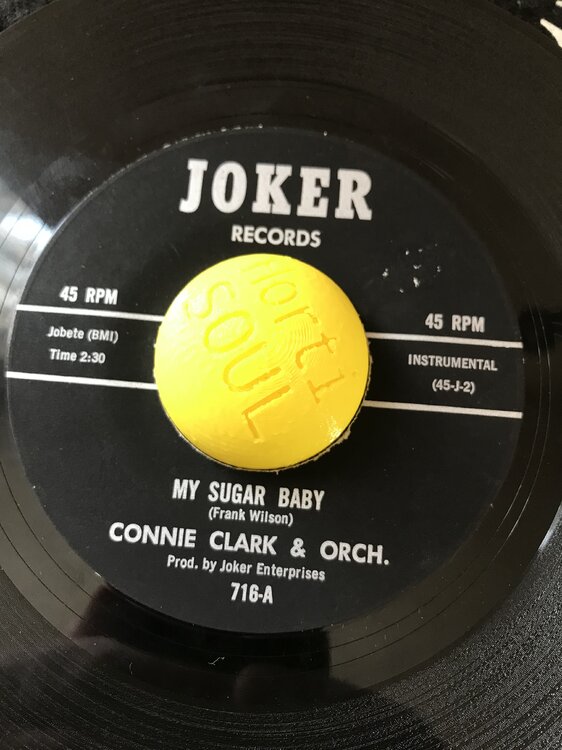 JOKER
RECORDS
45 RPM
Jobete (BMI)
Time 2:30
45 RPM
INSTRUMENTAL
(45-J-2)
Horti
SOUL
MY SUGAR BABY
(Frank Wilson)
CONNIE CLARK & ORCH.
Prod. by Joker Enterprises
716-A